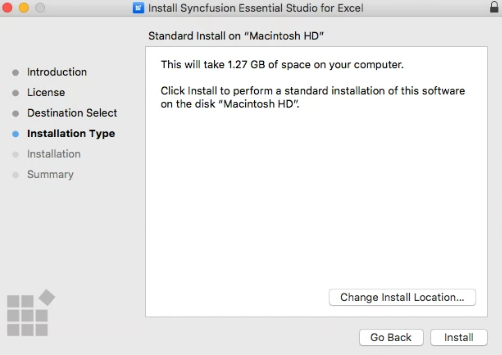 Install Syncfusion Essential Studio for Excel
Standard Install on “Macintosh HD”
Introduction
License
Destination Select
Installation Type
Installation
Summary
This will take 1.27 GB of space on your computer.
Click Install to perform a standard installation of this software
on the disk “Macintosh HD”.
Change Install Location...
Go Back
Install